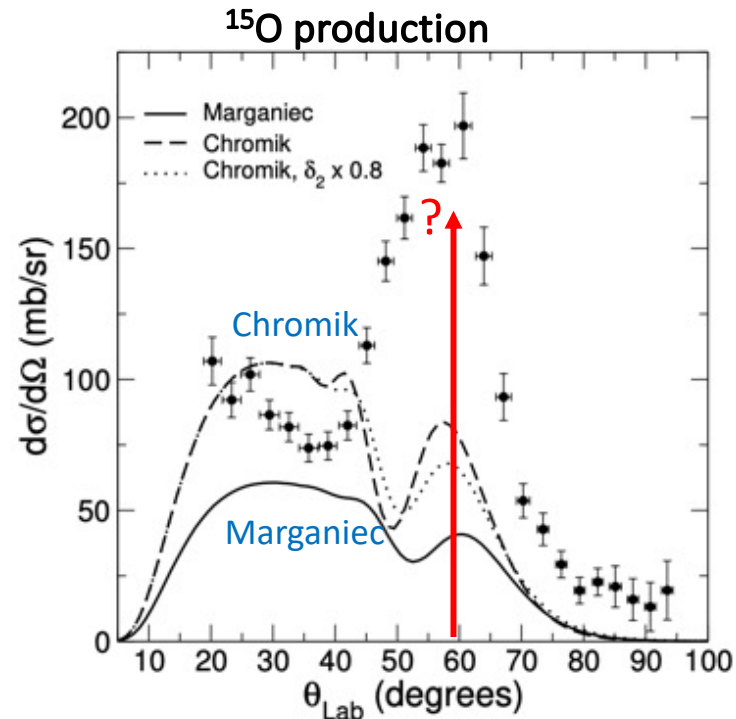 ¹⁵O production
Marganiec
Chromik
Chromik, δ₂ x 0.8
?
Chromik
Marganiec
dσ/dΩ (mb/sr)
200
150
100
50
0
10 20 30 40 50 60 70 80 90 100
θ_Lab (degrees)